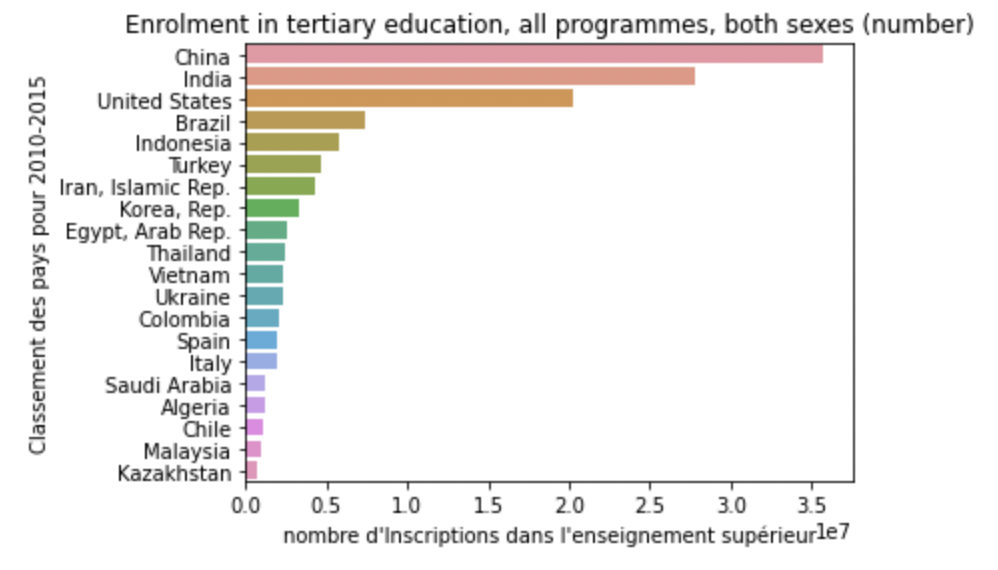 Enrolment in tertiary education, all programmes, both sexes (number)
Classement des pays pour 2010-2015
China
India
United States
Brazil
Indonesia
Turkey
Iran, Islamic Rep.
Korea, Rep.
Egypt, Arab Rep.
Thailand
Vietnam
Ukraine
Colombia
Spain
Italy
Saudi Arabia
Algeria
Chile
Malaysia
Kazakhstan
0.0 0.5 1.0 1.5 2.0 2.5 3.0 3.5
nombre d'Inscriptions dans l'enseignement supérieur 1e7